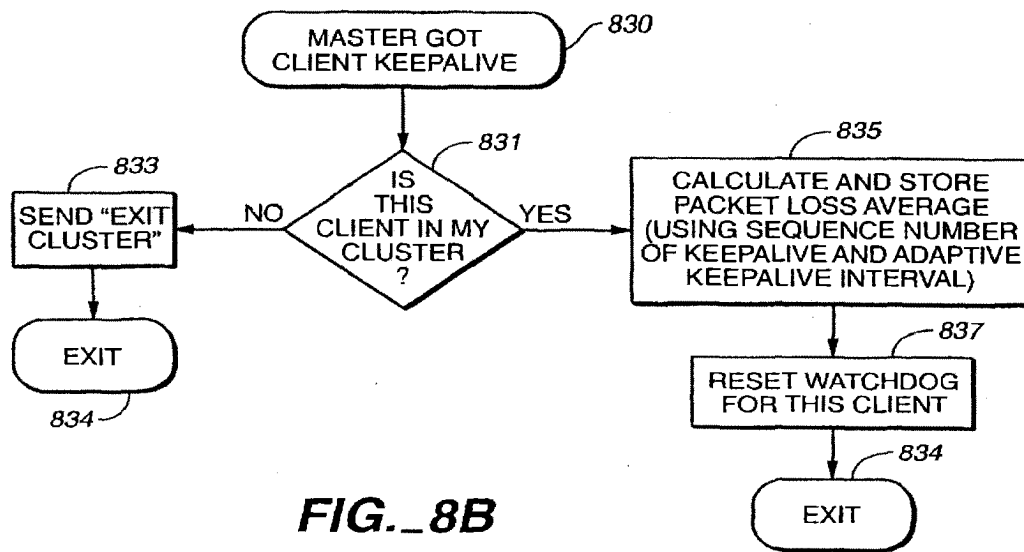 MASTER GOT
CLIENT KEEPALIVE
830
831
IS
THIS
CLIENT IN MY
CLUSTER
?
NO
YES
833
SEND “EXIT
CLUSTER”
EXIT
834
835
CALCULATE AND STORE
PACKET LOSS AVERAGE
(USING SEQUENCE NUMBER
OF KEEPALIVE AND ADAPTIVE
KEEPALIVE INTERVAL)
837
RESET WATCHDOG
FOR THIS CLIENT
834
EXIT
FIG._8B